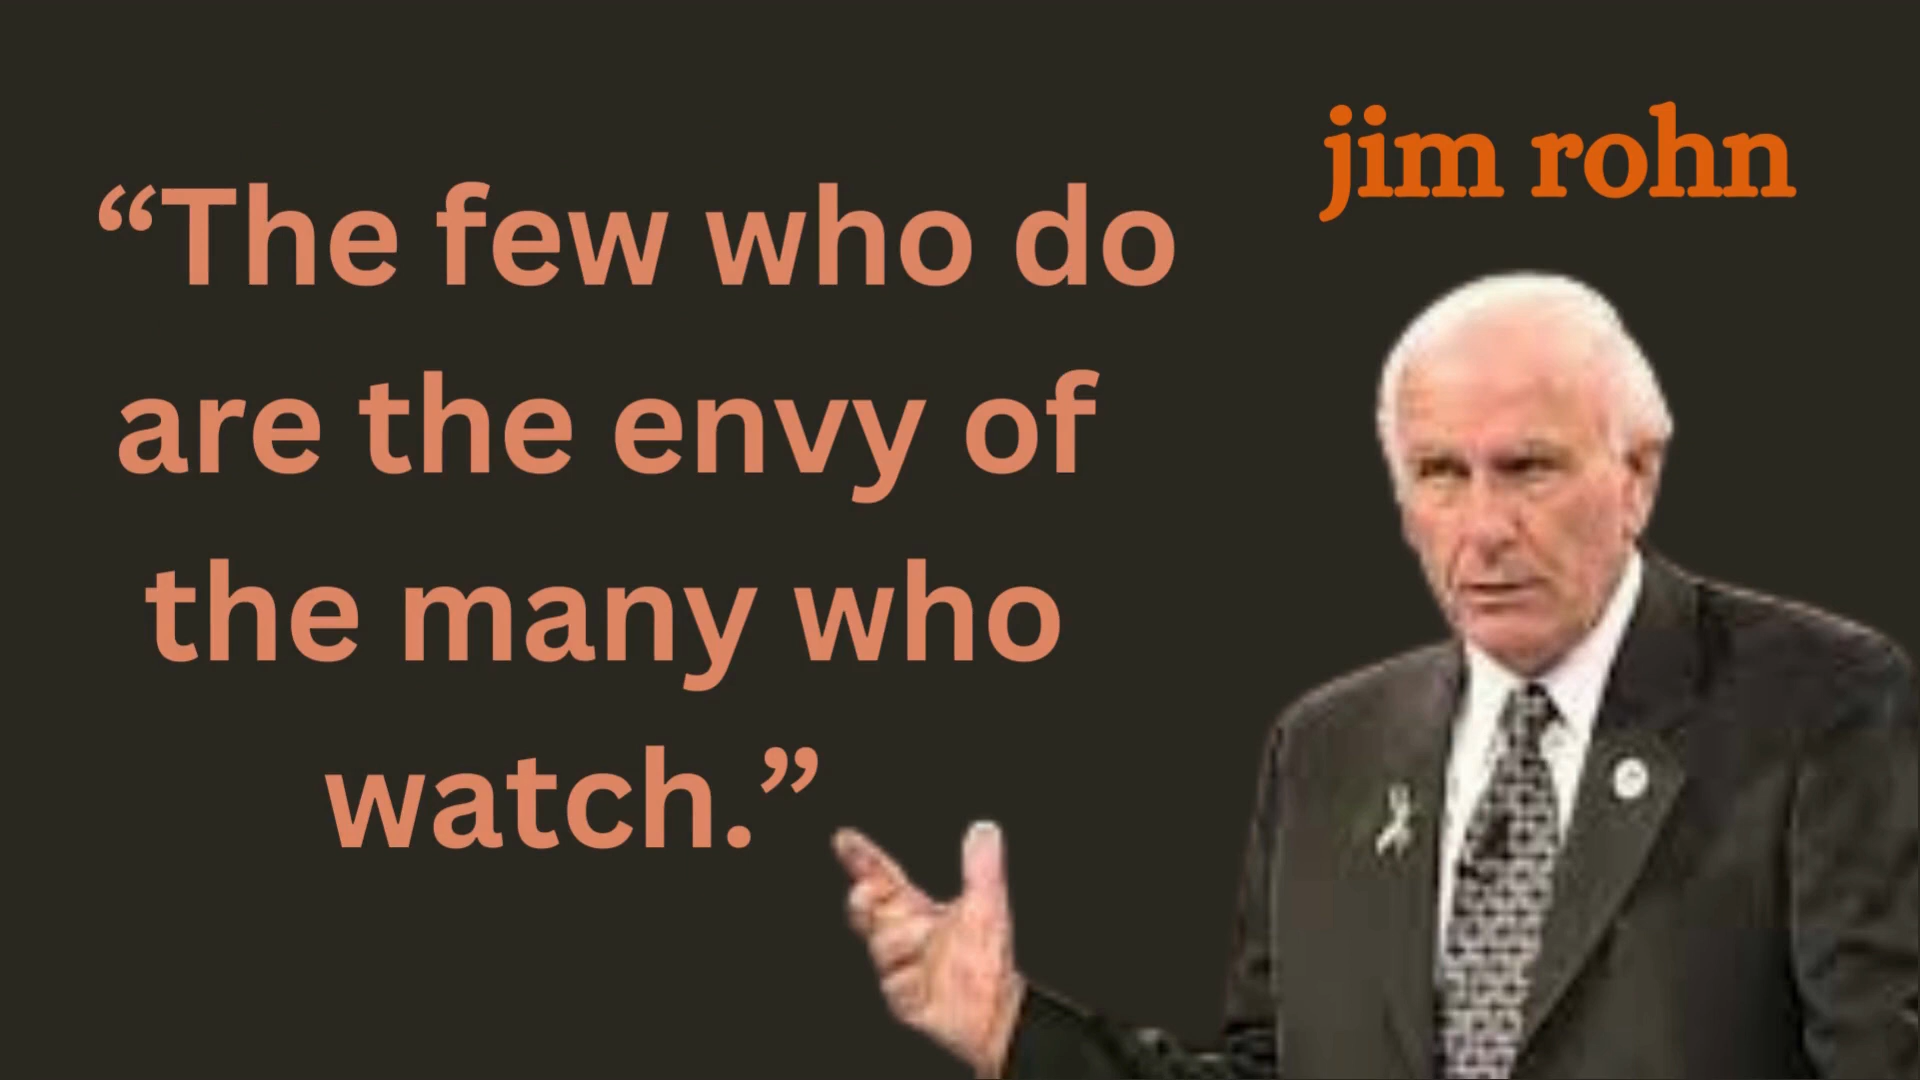 jim rohn
“The few who do
are the envy of
the many who
watch.”